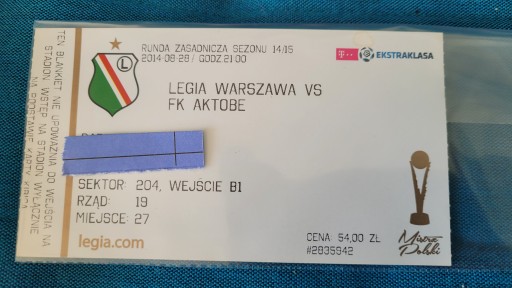 RUNDA ZASADNICZA SEZONU 14/15
2014-08-28 / GODZ.21:00
T
EKSTRAKLASA
L
LEGIA WARSZAWA VS
FK AKTOBE
SEKTOR: 204, WEJŚCIE B1
RZĄD: 19
MIEJSCE: 27
legia.com
CENA 54,00 ZŁ
#2835942
Mistrz
Polski
TEN BLANKIET NIE UPOWAŻNIA DO WEJŚCIA NA
STADION. WSTĘP NA STADION WYŁĄCZNIE
NA PODSTAWIE KARTY KIBICA